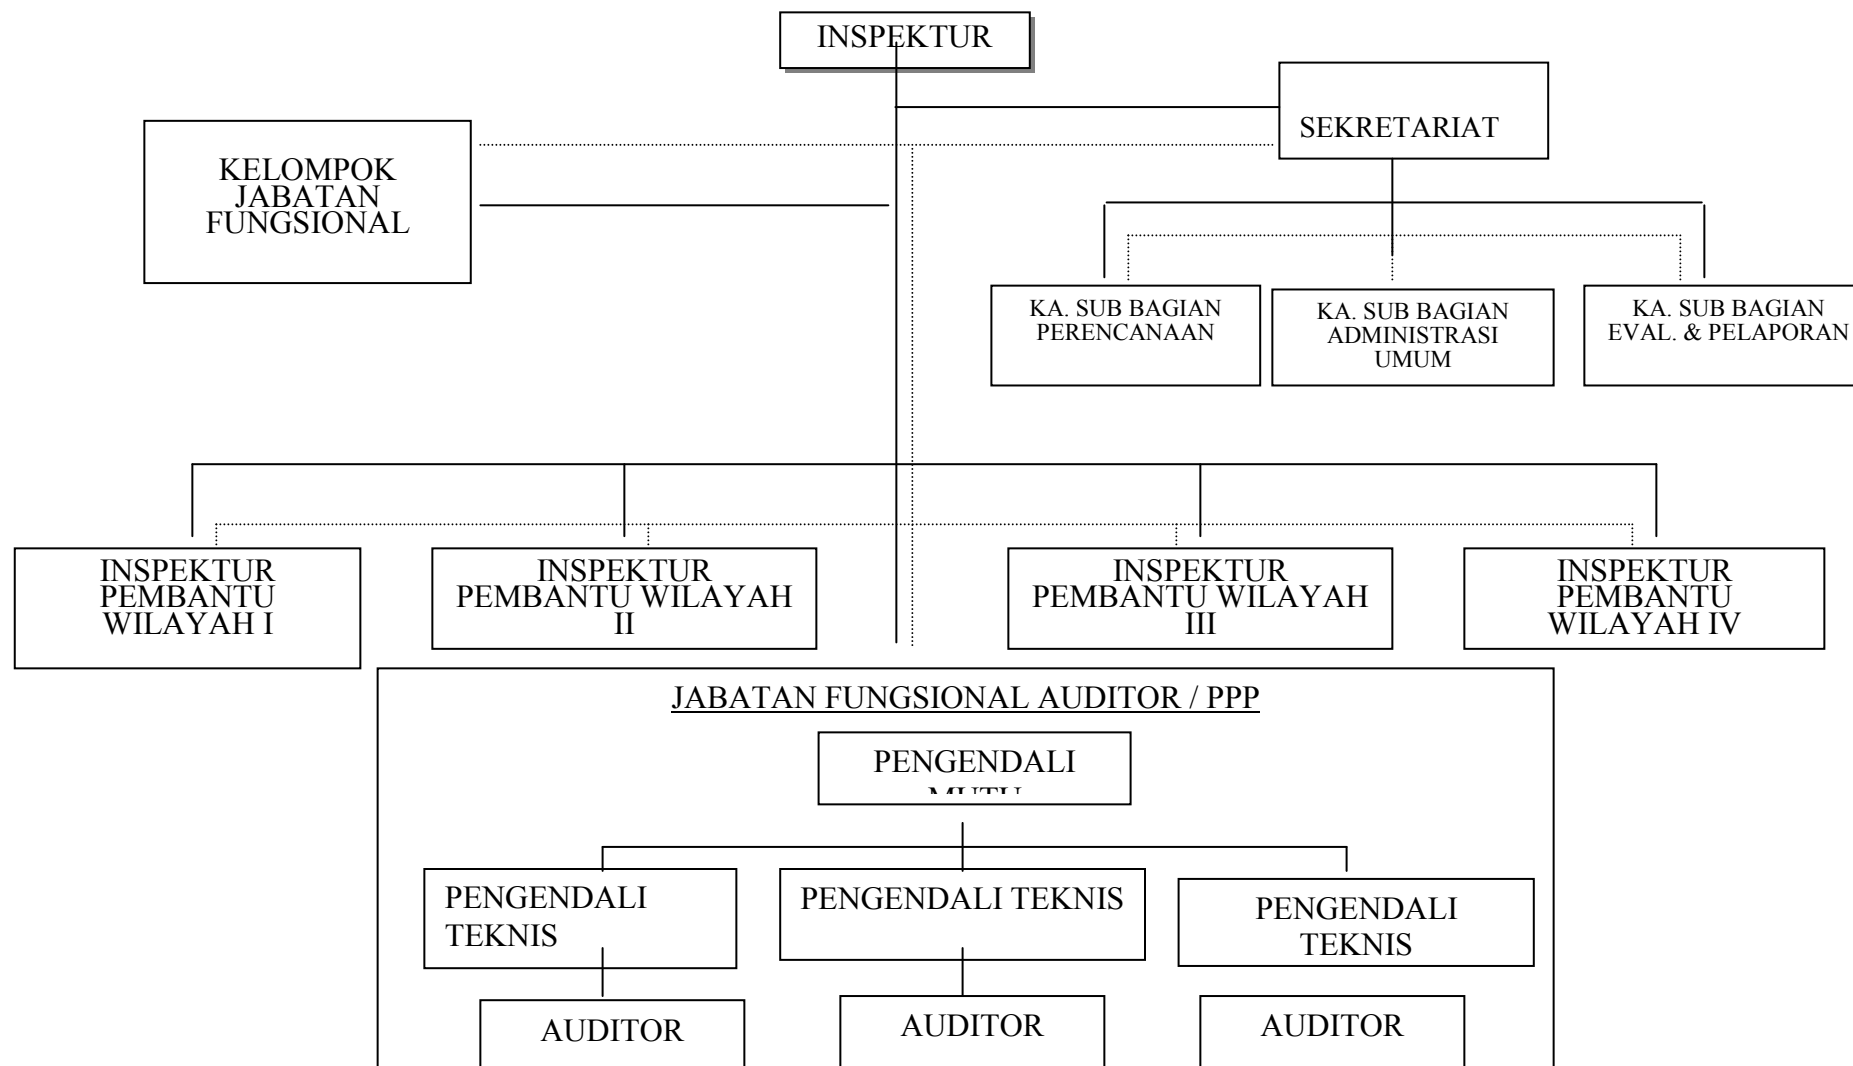 INSPEKTUR
SEKRETARIAT
KELOMPOK
JABATAN
FUNGSIONAL
KA. SUB BAGIAN
PERENCANAAN
KA. SUB BAGIAN
ADMINISTRASI
UMUM
KA. SUB BAGIAN
EVAL. & PELAPORAN
INSPEKTUR
PEMBANTU
WILAYAH I
INSPEKTUR
PEMBANTU WILAYAH
II
INSPEKTUR
PEMBANTU WILAYAH
III
INSPEKTUR
PEMBANTU
WILAYAH IV
JABATAN FUNGSIONAL AUDITOR / PPP
PENGENDALI
MUTU
PENGENDALI
TEKNIS
PENGENDALI TEKNIS
PENGENDALI
TEKNIS
AUDITOR
AUDITOR
AUDITOR